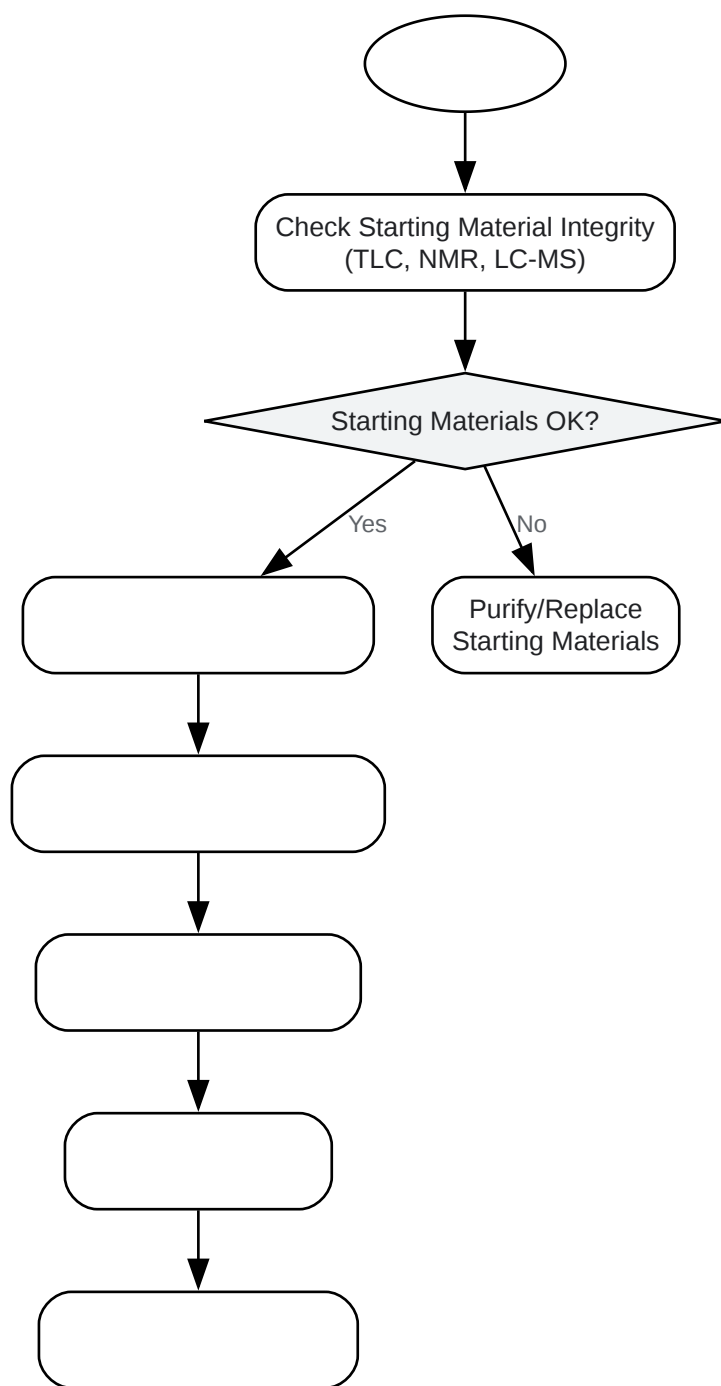 Check Starting Material Integrity
(TLC, NMR, LC-MS)
Starting Materials OK?
Yes
No
Purify/Replace
Starting Materials